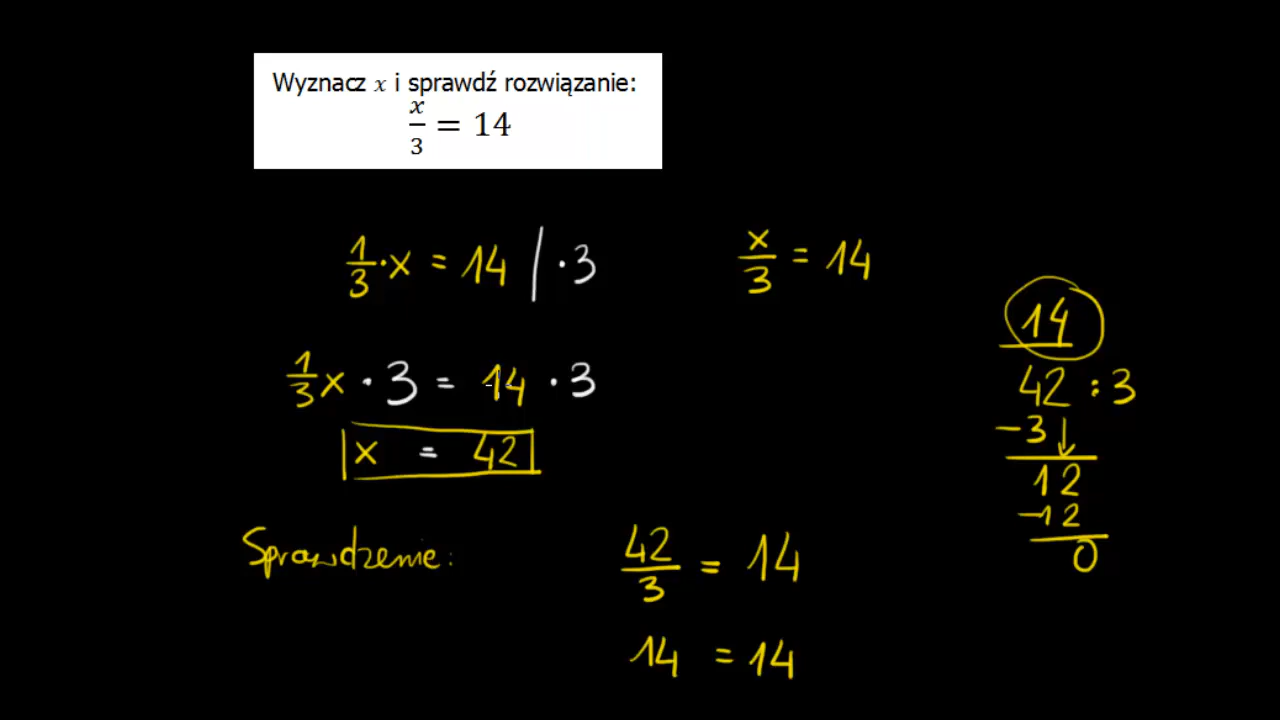 Wyznacz x i sprawdź rozwiązanie:
x/3 = 14
1/3 · x = 14 | · 3
x/3 = 14
1/3 x · 3 = 14 · 3
x = 42
14
42 : 3
−3↓
12
−12
0
Sprawdzenie:
42/3 = 14
14 = 14